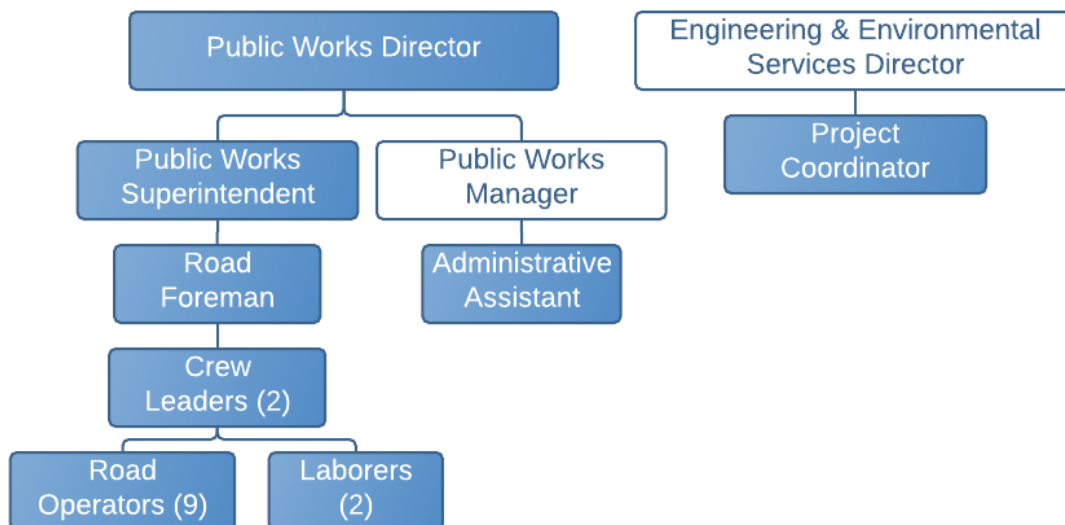 Public Works Director
Engineering & Environmental
Services Director
Public Works
Superintendent
Public Works
Manager
Project
Coordinator
Road
Foreman
Administrative
Assistant
Crew
Leaders (2)
Road
Operators (9)
Laborers
(2)